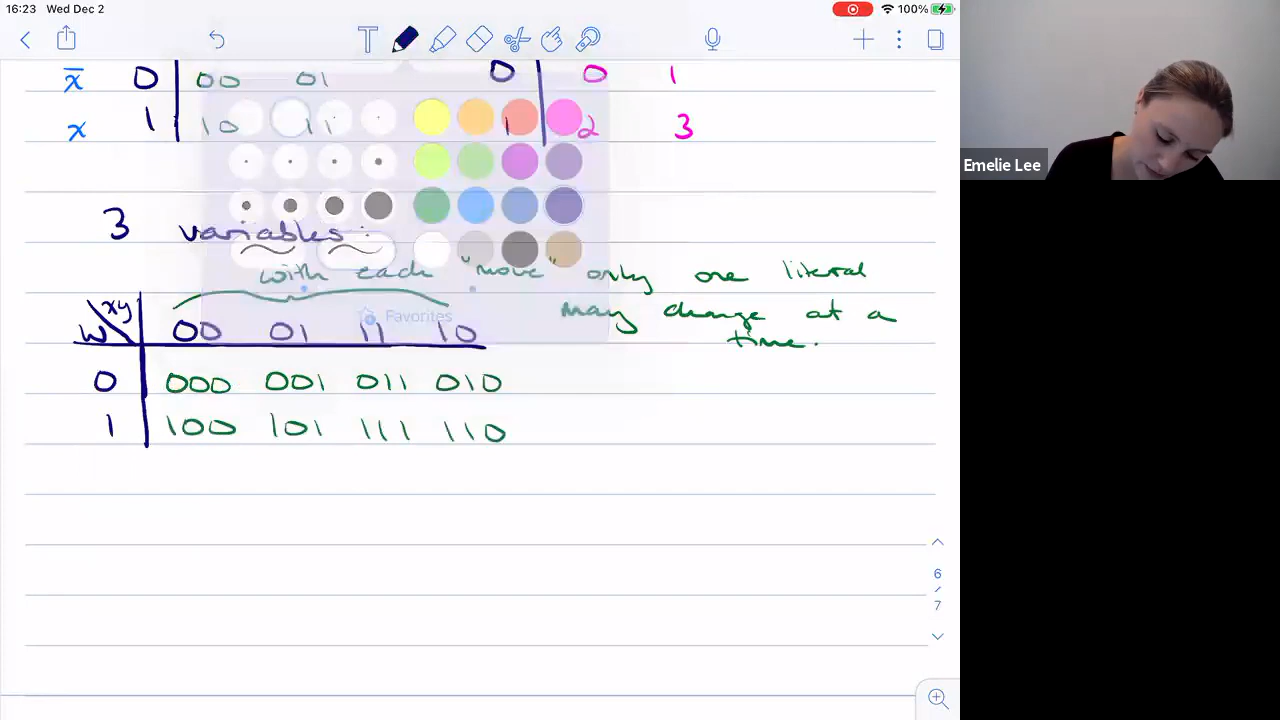 16:23 Wed Dec 2 100%
T
x̅ 0 00 01 0 0 1
x 1 10 11 1 2 3
Emelie Lee
3 variables :
with each "move" only one literal
may change at a
time.
xy
w 00 01 11 10
Favorites
0 000 001 011 010
1 100 101 111 110
6
/
7